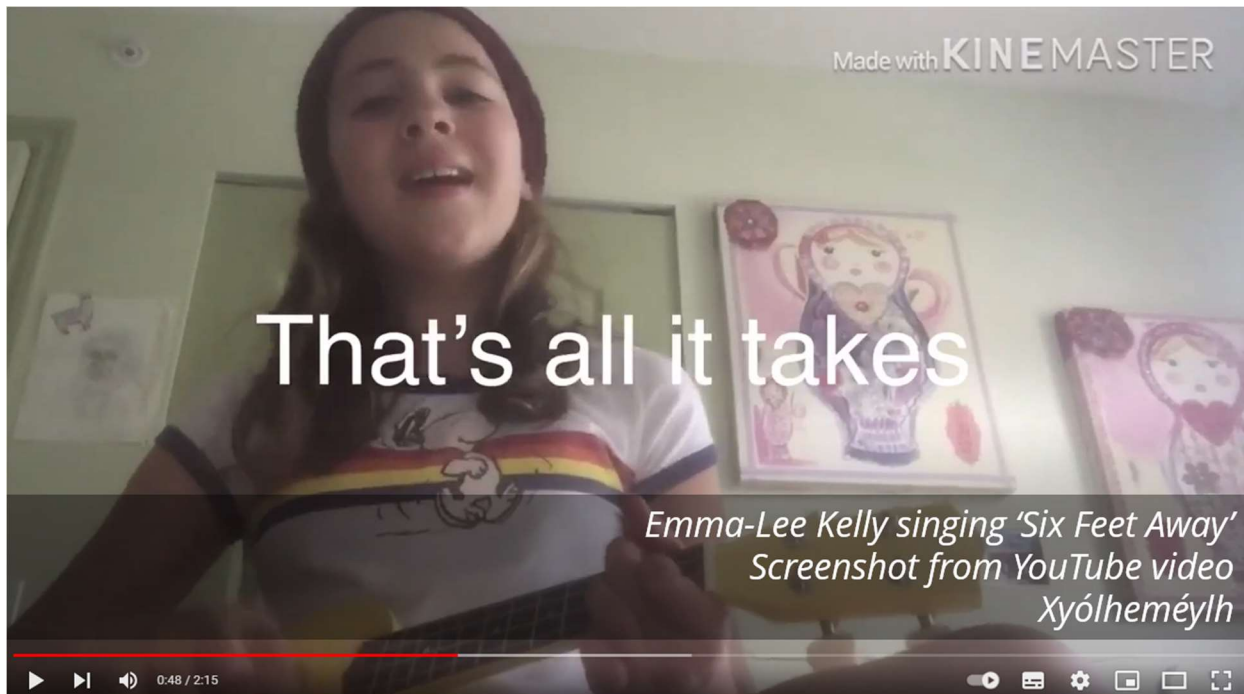 Made with KINEMASTER
That's all it takes
Emma-Lee Kelly singing ‘Six Feet Away’
Screenshot from YouTube video
Xyólheméylh
0:48 / 2:15